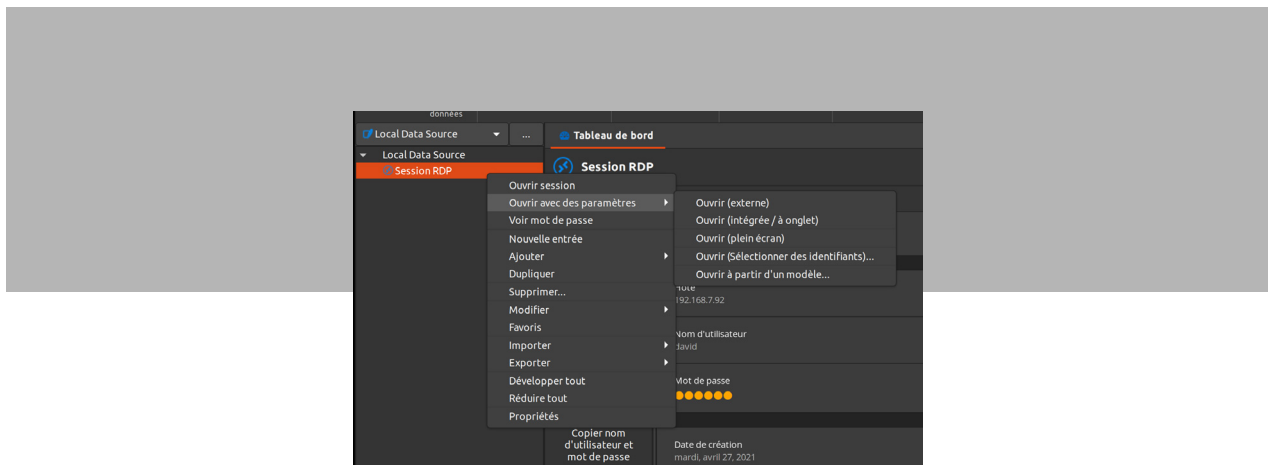 données
Local Data Source
...
Tableau de bord
Local Data Source
Session RDP
Session RDP
Ouvrir session
Ouvrir avec des paramètres
Voir mot de passe
Nouvelle entrée
Ajouter
Dupliquer
Supprimer...
Modifier
Favoris
Importer
Exporter
Développer tout
Réduire tout
Propriétés
Ouvrir (externe)
Ouvrir (intégrée / à onglet)
Ouvrir (plein écran)
Ouvrir (Sélectionner des identifiants)...
Ouvrir à partir d'un modèle...
Hôte
192.168.7.92
Nom d'utilisateur
david
Mot de passe
Copier nom
d'utilisateur et
mot de passe
Date de création
mardi, avril 27, 2021